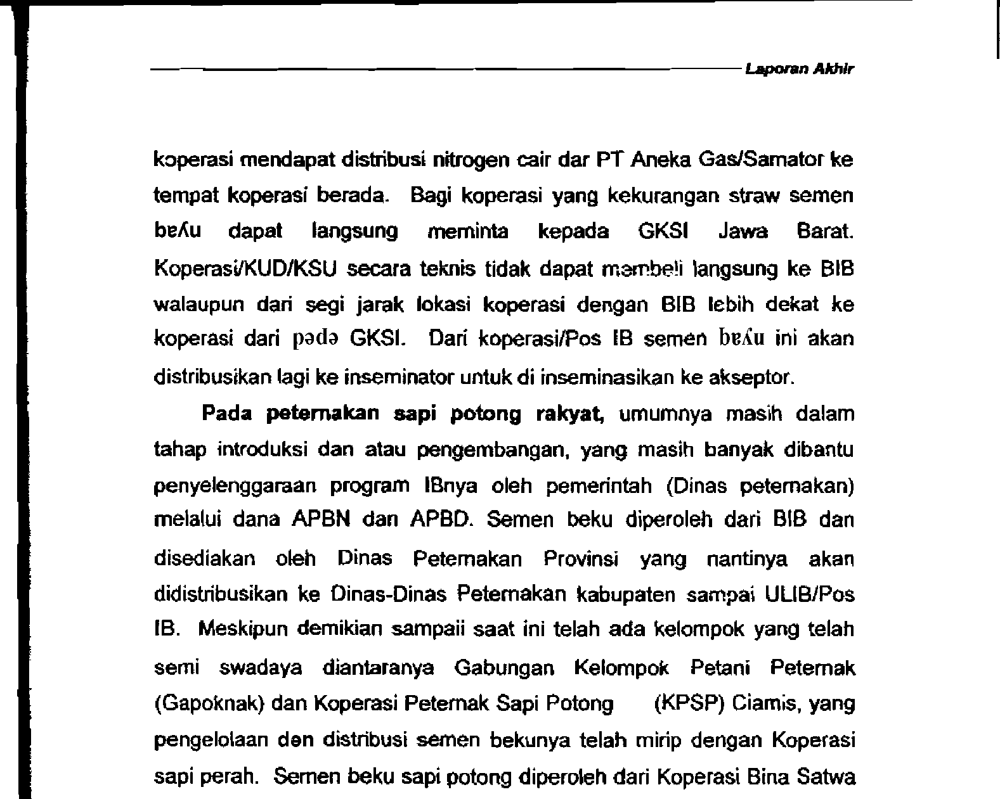 Laporan Akhir
koperasi mendapat distribusi nitrogen cair dar PT Aneka Gas/Samator ke
tempat koperasi berada. Bagi koperasi yang kekurangan straw semen
bɐʎu dapat langsung meminta kepada GKSI Jawa Barat.
Koperasi/KUD/KSU secara teknis tidak dapat membeli langsung ke BIB
walaupun dari segi jarak lokasi koperasi dengan BIB lebih dekat ke
koperasi dari pǝdǝ GKSI. Dari koperasi/Pos IB semen bɐʎu ini akan
distribusikan lagi ke inseminator untuk di inseminasikan ke akseptor.
Pada peternakan sapi potong rakyat, umumnya masih dalam
tahap introduksi dan atau pengembangan, yang masih banyak dibantu
penyelenggaraan program IBnya oleh pemerintah (Dinas peternakan)
melalui dana APBN dan APBD. Semen beku diperoleh dari BIB dan
disediakan oleh Dinas Peternakan Provinsi yang nantinya akan
didistribusikan ke Dinas-Dinas Peternakan kabupaten sampai ULIB/Pos
IB. Meskipun demikian sampaii saat ini telah ada kelompok yang telah
semi swadaya diantaranya Gabungan Kelompok Petani Peternak
(Gapoknak) dan Koperasi Peternak Sapi Potong (KPSP) Ciamis, yang
pengelolaan den distribusi semen bekunya telah mirip dengan Koperasi
sapi perah. Semen beku sapi potong diperoleh dari Koperasi Bina Satwa